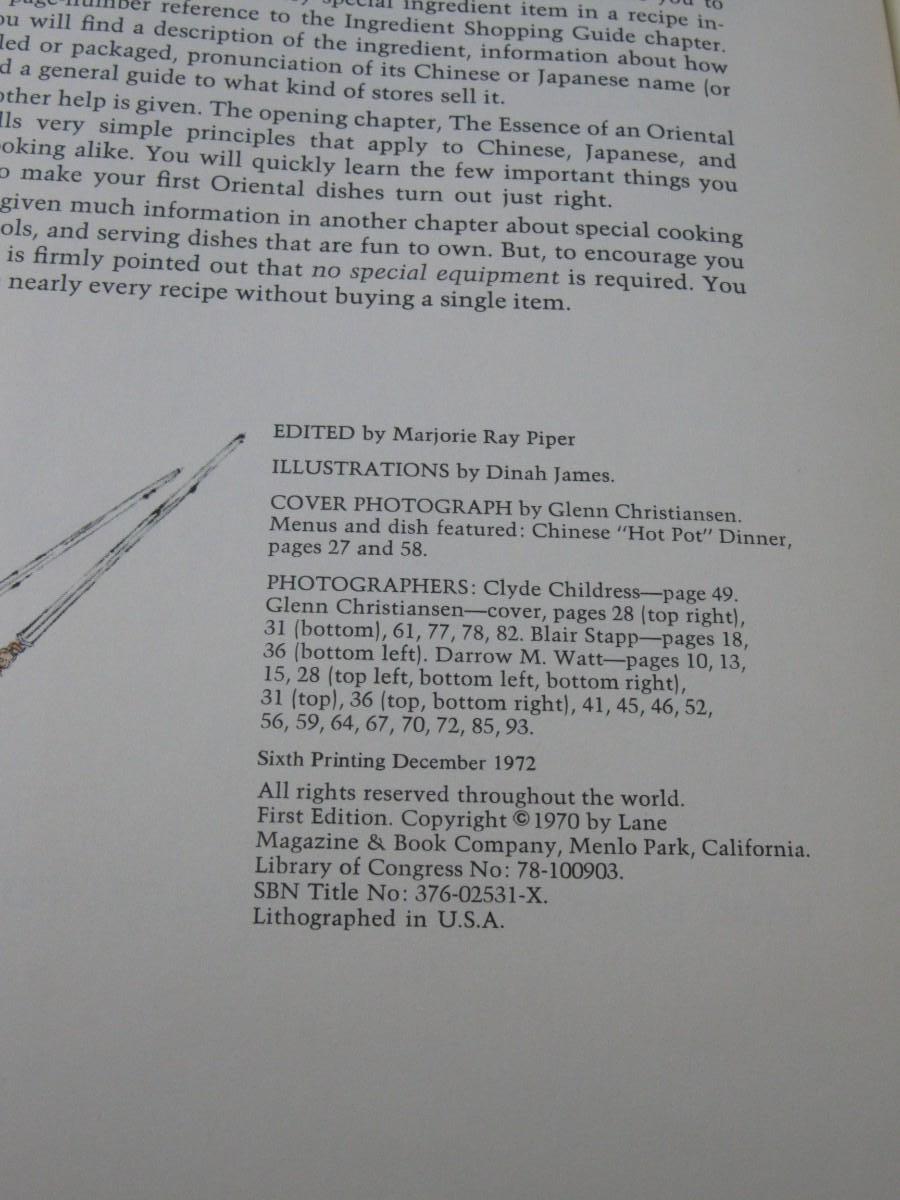 special ingredient item in a recipe in-
reference to the Ingredient Shopping Guide chapter.
will find a description of the ingredient, information about how
or packaged, pronunciation of its Chinese or Japanese name (or
a general guide to what kind of stores sell it.
other help is given. The opening chapter, The Essence of an Oriental
very simple principles that apply to Chinese, Japanese, and
alike. You will quickly learn the few important things you
make your first Oriental dishes turn out just right.
given much information in another chapter about special cooking
and serving dishes that are fun to own. But, to encourage you
is firmly pointed out that no special equipment is required. You
nearly every recipe without buying a single item.
EDITED by Marjorie Ray Piper
ILLUSTRATIONS by Dinah James.
COVER PHOTOGRAPH by Glenn Christiansen.
Menus and dish featured: Chinese "Hot Pot" Dinner,
pages 27 and 58.
PHOTOGRAPHERS: Clyde Childress—page 49.
Glenn Christiansen—cover, pages 28 (top right),
31 (bottom), 61, 77, 78, 82. Blair Stapp—pages 18,
36 (bottom left). Darrow M. Watt—pages 10, 13,
15, 28 (top left, bottom left, bottom right),
31 (top), 36 (top, bottom right), 41, 45, 46, 52,
56, 59, 64, 67, 70, 72, 85, 93.
Sixth Printing December 1972
All rights reserved throughout the world.
First Edition. Copyright © 1970 by Lane
Magazine & Book Company, Menlo Park, California.
Library of Congress No: 78-100903.
SBN Title No: 376-02531-X.
Lithographed in U.S.A.